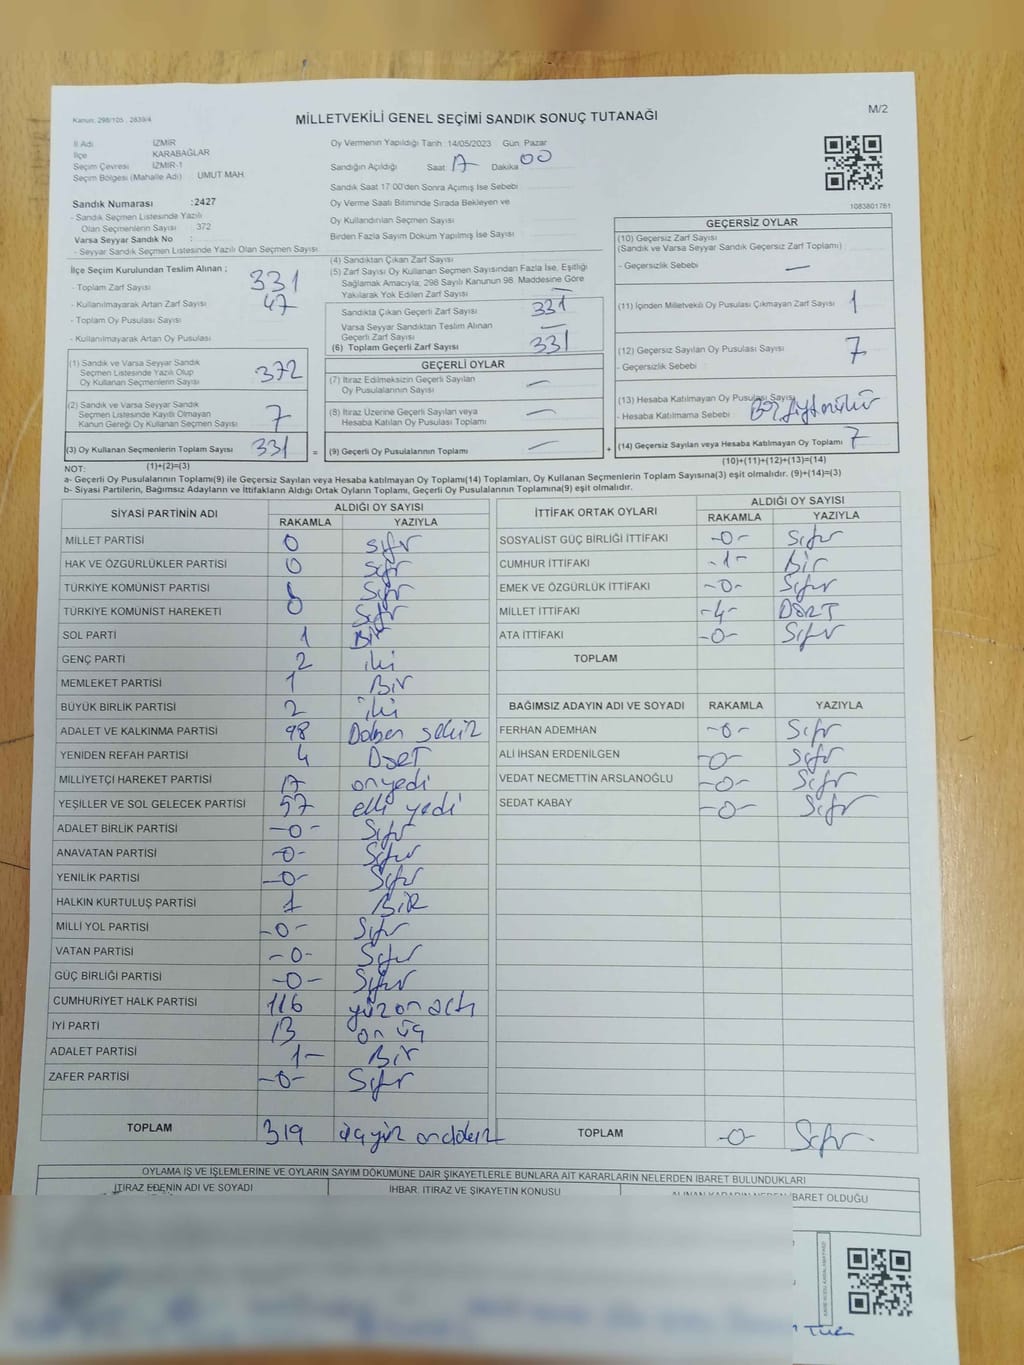 Kanun: 298/105 , 2839/4
MİLLETVEKİLİ GENEL SEÇİMİ SANDIK SONUÇ TUTANAĞI
M/2
İl Adı İZMİR
İlçe KARABAĞLAR
Seçim Çevresi İZMİR-1
Seçim Bölgesi (Mahalle Adı) UMUT MAH.
Sandık Numarası :2427
- Sandık Seçmen Listesinde Yazılı
Olan Seçmenlerin Sayısı : 372
Varsa Seyyar Sandık No :
- Seyyar Sandık Seçmen Listesinde Yazılı Olan Seçmen Sayısı
Oy Vermenin Yapıldığı Tarih :14/05/2023 Gün: Pazar
Sandığın Açıldığı Saat: 17 Dakika 00
Sandık Saat 17:00'den Sonra Açımış İse Sebebi
Oy Verme Saati Bitiminde Sırada Bekleyen ve
Oy Kullandırılan Seçmen Sayısı
Birden Fazla Sayım Döküm Yapılmış İse Sayısı
1083801761
İlçe Seçim Kurulundan Teslim Alınan ;
- Toplam Zarf Sayısı 331
- Kullanılmayarak Artan Zarf Sayısı 47
- Toplam Oy Pusulası Sayısı
- Kullanılmayarak Artan Oy Pusulası
(1) Sandık ve Varsa Seyyar Sandık
Seçmen Listesinde Yazılı Olup
Oy Kullanan Seçmenlerin Sayısı 372
(2) Sandık ve Varsa Seyyar Sandık
Seçmen Listesinde Kayıtlı Olmayan
Kanun Gereği Oy Kullanan Seçmen Sayısı 7
(3) Oy Kullanan Seçmenlerin Toplam Sayısı 331
(1)+(2)=(3)
(4) Sandıktan Çıkan Zarf Sayısı
(5) Zarf Sayısı Oy Kullanan Seçmen Sayısından Fazla İse, Eşitliği
Sağlamak Amacıyla; 298 Sayılı Kanunun 98. Maddesine Göre
Yakılarak Yok Edilen Zarf Sayısı —
Sandıkta Çıkan Geçerli Zarf Sayısı 331
Varsa Seyyar Sandıktan Teslim Alınan
Geçerli Zarf Sayısı —
(6) Toplam Geçerli Zarf Sayısı 331
GEÇERLİ OYLAR
(7) İtiraz Edilmeksizin Geçerli Sayılan
Oy Pusulalarının Sayısı —
(8) İtiraz Üzerine Geçerli Sayılan veya
Hesaba Katılan Oy Pusulası Toplamı —
= (9) Geçerli Oy Pusulalarının Toplamı —
GEÇERSİZ OYLAR
(10) Geçersiz Zarf Sayısı
(Sandık ve Varsa Seyyar Sandık Geçersiz Zarf Toplamı)
- Geçersizlik Sebebi —
(11) İçinden Milletvekili Oy Pusulası Çıkmayan Zarf Sayısı 1
(12) Geçersiz Sayılan Oy Pusulası Sayısı 7
- Geçersizlik Sebebi
(13) Hesaba Katılmayan Oy Pusulası Sayısı
- Hesaba Katılmama Sebebi
+ (14) Geçersiz Sayılan veya Hesaba Katılmayan Oy Toplamı 7
(10)+(11)+(12)+(13)=(14)
NOT:
a- Geçerli Oy Pusulalarının Toplamı(9) ile Geçersiz Sayılan veya Hesaba katılmayan Oy Toplamı(14) Toplamları, Oy Kullanan Seçmenlerin Toplam Sayısına(3) eşit olmalıdır. (9)+(14)=(3)
b- Siyasi Partilerin, Bağımsız Adayların ve İttifakların Aldığı Ortak Oyların Toplamı, Geçerli Oy Pusulalarının Toplamına(9) eşit olmalıdır.
SİYASİ PARTİNİN ADI ALDIĞI OY SAYISI
RAKAMLA YAZIYLA
MİLLET PARTİSİ 0 sıfır
HAK VE ÖZGÜRLÜKLER PARTİSİ 0 sıfır
TÜRKİYE KOMÜNİST PARTİSİ Sıfır
TÜRKİYE KOMÜNİST HAREKETİ 0 Sıfır
SOL PARTİ 1 Bir
GENÇ PARTİ 2 iki
MEMLEKET PARTİSİ 1 Bir
BÜYÜK BİRLİK PARTİSİ 2 iki
ADALET VE KALKINMA PARTİSİ 98 Doksan sekiz
YENİDEN REFAH PARTİSİ 4 Dört
MİLLİYETÇİ HAREKET PARTİSİ 17 onyedi
YEŞİLLER VE SOL GELECEK PARTİSİ 57 elli yedi
ADALET BİRLİK PARTİSİ -0- Sıfır
ANAVATAN PARTİSİ -0- Sıfır
YENİLİK PARTİSİ -0- Sıfır
HALKIN KURTULUŞ PARTİSİ 1 BİR
MİLLİ YOL PARTİSİ -0- Sıfır
VATAN PARTİSİ -0- Sıfır
GÜÇ BİRLİĞİ PARTİSİ -0- Sıfır
CUMHURİYET HALK PARTİSİ 116 yüz on altı
İYİ PARTİ 13 on üç
ADALET PARTİSİ 1- Bir
ZAFER PARTİSİ -0- Sıfır
TOPLAM 319 üçyüz ondokuz
İTTİFAK ORTAK OYLARI ALDIĞI OY SAYISI
RAKAMLA YAZIYLA
SOSYALİST GÜÇ BİRLİĞİ İTTİFAKI -0- Sıfır
CUMHUR İTTİFAKI -1- Bir
EMEK VE ÖZGÜRLÜK İTTİFAKI -0- Sıfır
MİLLET İTTİFAKI -4- DÖRT
ATA İTTİFAKI -0- Sıfır
TOPLAM
BAĞIMSIZ ADAYIN ADI VE SOYADI RAKAMLA YAZIYLA
FERHAN ADEMHAN -0- Sıfır
ALİ İHSAN ERDENİLGEN -0- Sıfır
VEDAT NECMETTİN ARSLANOĞLU -0- Sıfır
SEDAT KABAY -0- Sıfır
TOPLAM -0- Sıfır
OYLAMA İŞ VE İŞLEMLERİNE VE OYLARIN SAYIM DÖKÜMÜNE DAİR ŞİKAYETLERLE BUNLARA AİT KARARLARIN NELERDEN İBARET BULUNDUKLARI
İTİRAZ EDENİN ADI VE SOYADI
İHBAR, İTİRAZ VE ŞİKAYETİN KONUSU
ALINAN KARARIN NEDEN İBARET OLDUĞU